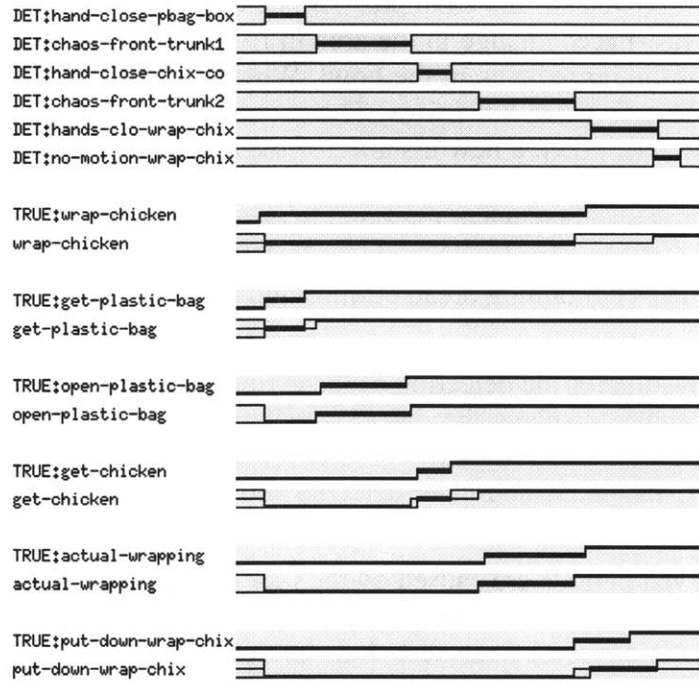 DET:hand-close-pbag-box
DET:chaos-front-trunk1
DET:hand-close-chix-co
DET:chaos-front-trunk2
DET:hands-clo-wrap-chix
DET:no-motion-wrap-chix
TRUE:wrap-chicken
wrap-chicken
TRUE:get-plastic-bag
get-plastic-bag
TRUE:open-plastic-bag
open-plastic-bag
TRUE:get-chicken
get-chicken
TRUE:actual-wrapping
actual-wrapping
TRUE:put-down-wrap-chix
put-down-wrap-chix